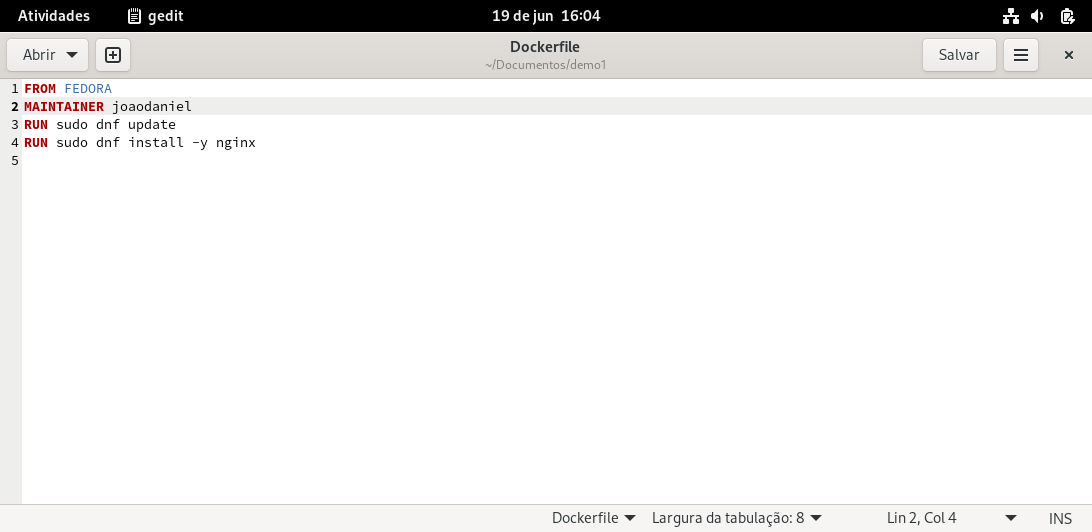 Atividades gedit 19 de jun 16:04
Abrir Dockerfile Salvar
~/Documentos/demo1
1 FROM FEDORA
2 MAINTAINER joaodaniel
3 RUN sudo dnf update
4 RUN sudo dnf install -y nginx
5
Dockerfile Largura da tabulação: 8 Lin 2, Col 4 INS